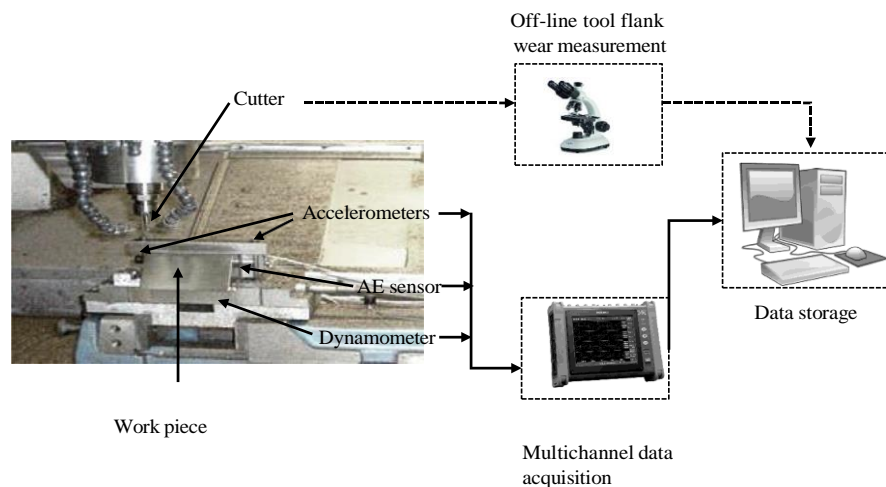 Off-line tool flank
wear measurement
Cutter
Accelerometers
AE sensor
Dynamometer
Data storage
Work piece
Multichannel data
acquisition